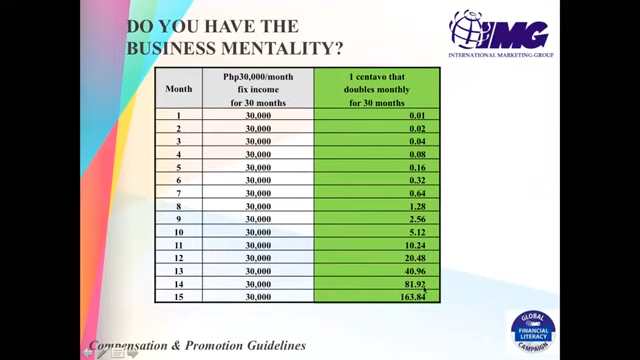 DO YOU HAVE THE
BUSINESS MENTALITY?
IMG
INTERNATIONAL MARKETING GROUP
Month
Php30,000/month
fix income
for 30 months
1 centavo that
doubles monthly
for 30 months
1 30,000 0.01
2 30,000 0.02
3 30,000 0.04
4 30,000 0.08
5 30,000 0.16
6 30,000 0.32
7 30,000 0.64
8 30,000 1.28
9 30,000 2.56
10 30,000 5.12
11 30,000 10.24
12 30,000 20.48
13 30,000 40.96
14 30,000 81.92
15 30,000 163.84
Compensation & Promotion Guidelines
GLOBAL
IMG
FINANCIAL
LITERACY
CAMPAIGN